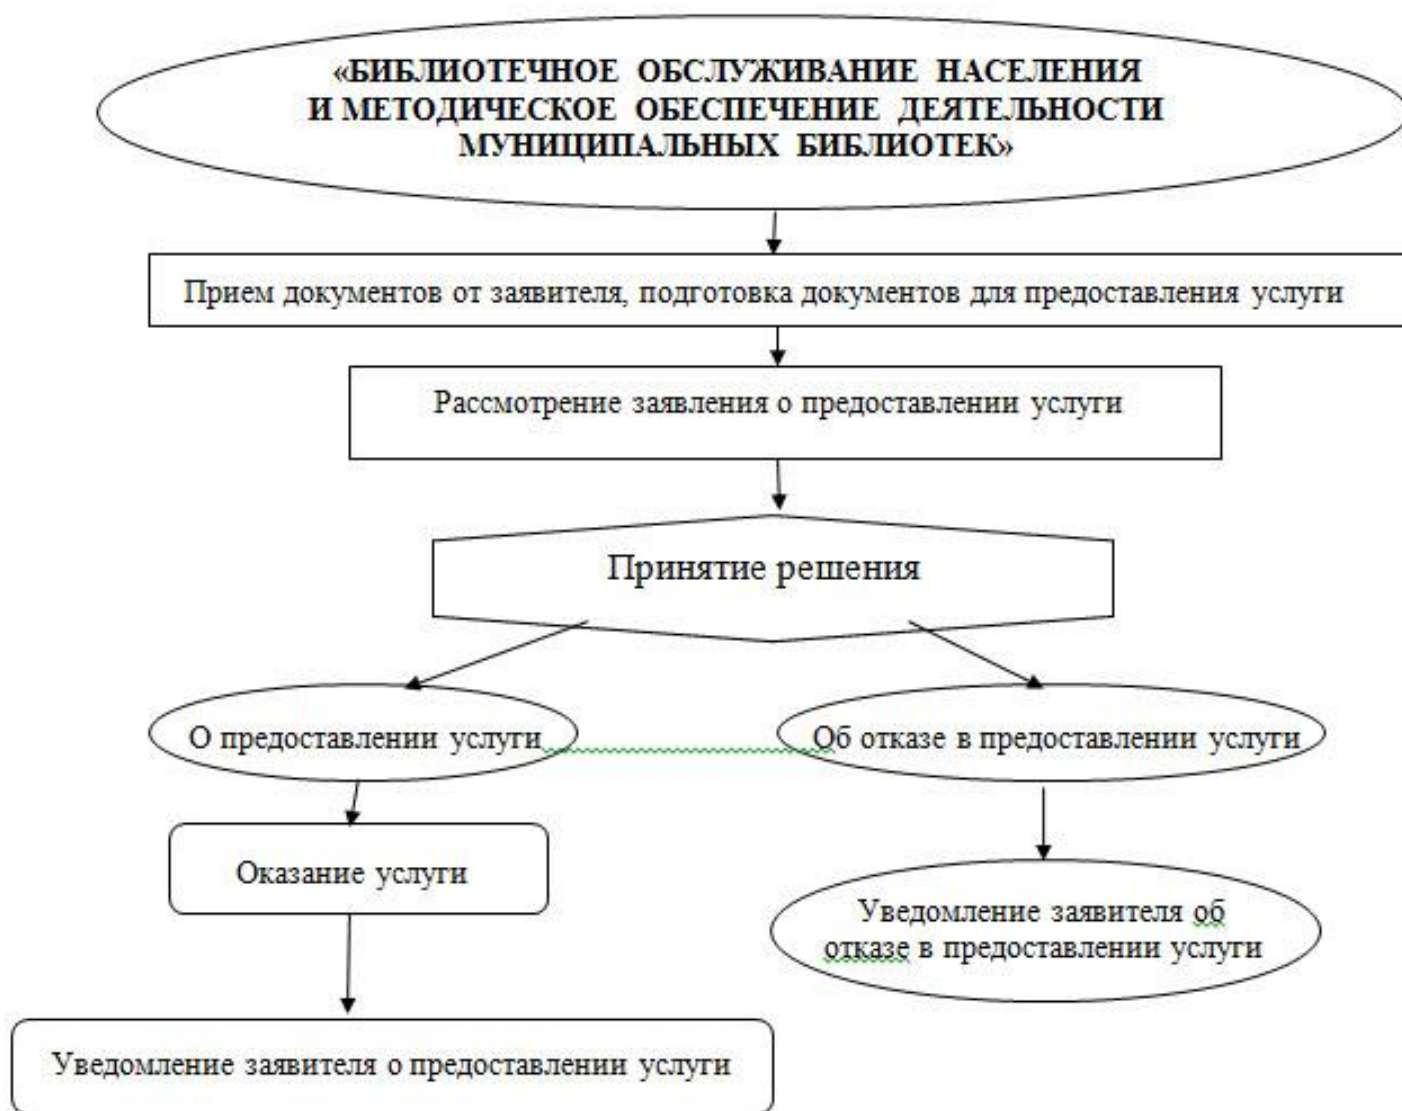 «БИБЛИОТЕЧНОЕ ОБСЛУЖИВАНИЕ НАСЕЛЕНИЯ
И МЕТОДИЧЕСКОЕ ОБЕСПЕЧЕНИЕ ДЕЯТЕЛЬНОСТИ
МУНИЦИПАЛЬНЫХ БИБЛИОТЕК»
Прием документов от заявителя, подготовка документов для предоставления услуги
Рассмотрение заявления о предоставлении услуги
Принятие решения
О предоставлении услуги
Об отказе в предоставлении услуги
Оказание услуги
Уведомление заявителя об
отказе в предоставлении услуги
Уведомление заявителя о предоставлении услуги